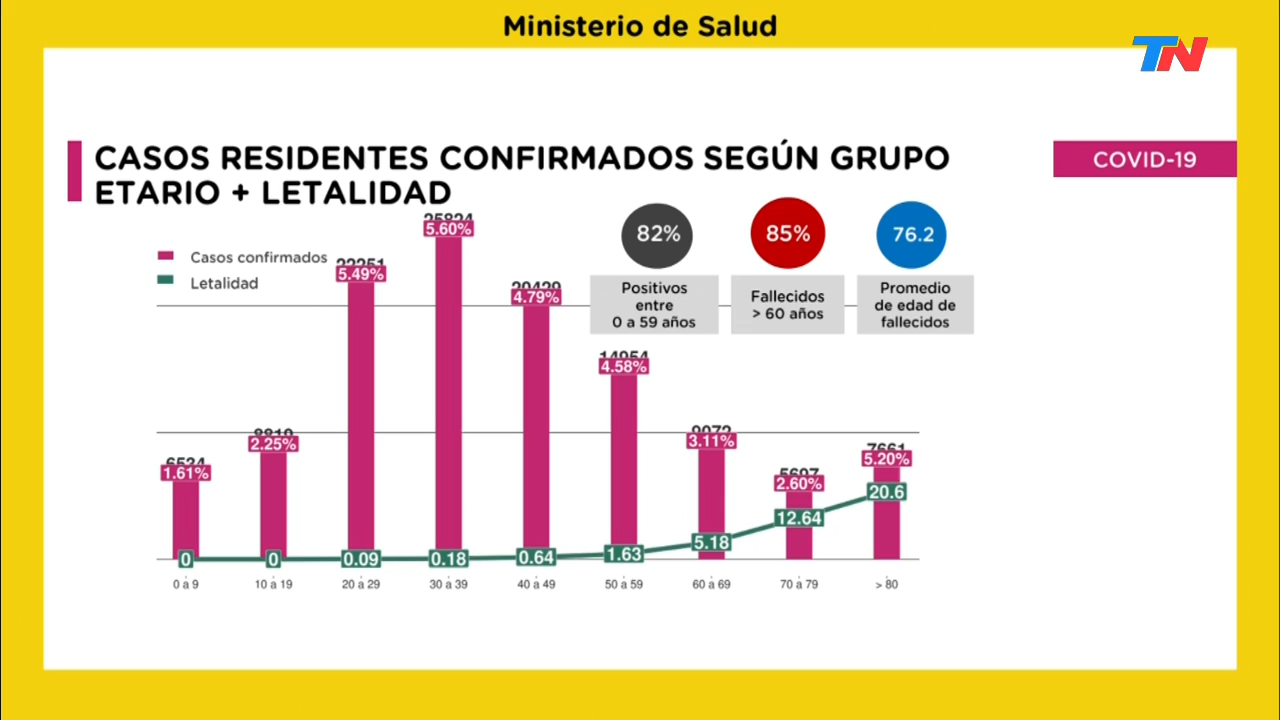 Ministerio de Salud
TN
CASOS RESIDENTES CONFIRMADOS SEGÚN GRUPO
ETARIO + LETALIDAD
COVID-19
Casos confirmados
Letalidad
82%
Positivos
entre
0 a 59 años
85%
Fallecidos
> 60 años
76.2
Promedio
de edad de
fallecidos
1.61%
2.25%
5.49%
5.60%
4.79%
4.58%
3.11%
2.60%
5.20%
0
0
0.09
0.18
0.64
1.63
5.18
12.64
20.6
0 a 9
10 a 19
20 a 29
30 a 39
40 a 49
50 a 59
60 a 69
70 a 79
> 80